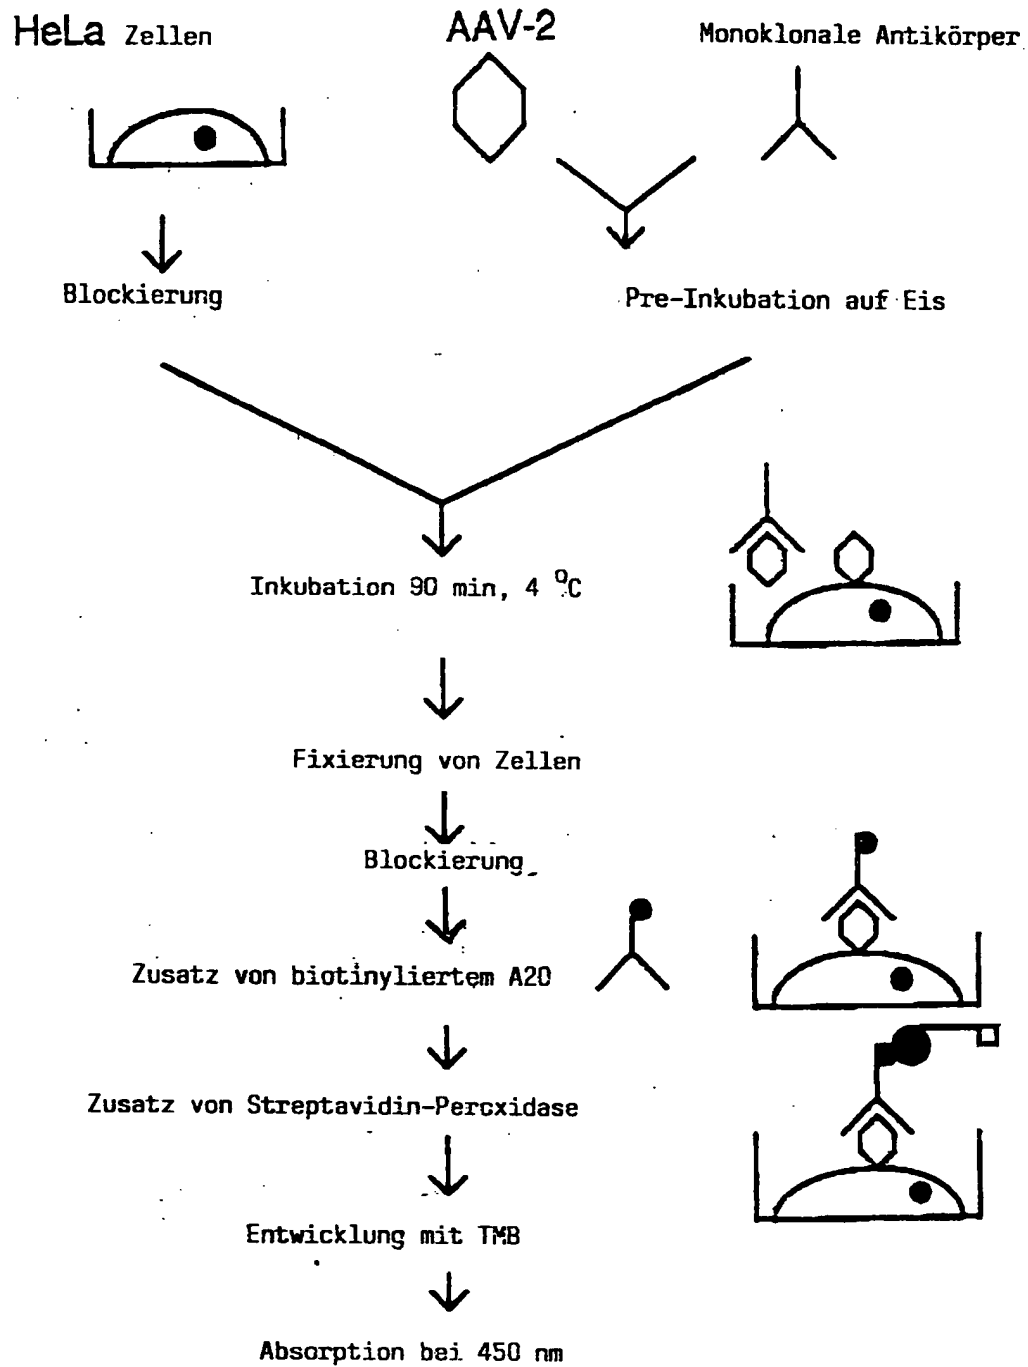 HeLa Zellen
AAV-2
Monoklonale Antikörper
Blockierung
Pre-Inkubation auf Eis
Inkubation 90 min, 4 °C
Fixierung von Zellen
Blockierung
Zusatz von biotinyliertem A20
Zusatz von Streptavidin-Peroxidase
Entwicklung mit TMB
Absorption bei 450 nm